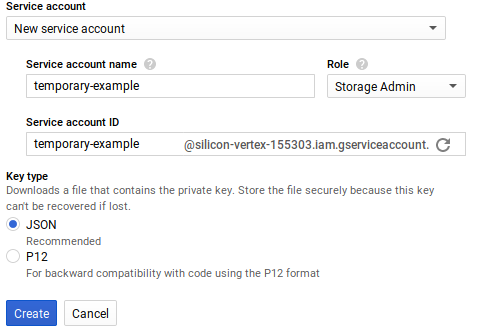 Service account
New service account
Service account name ? Role ?
temporary-example Storage Admin
Service account ID
temporary-example @silicon-vertex-155303.iam.gserviceaccount.
Key type
Downloads a file that contains the private key. Store the file securely because this key
can't be recovered if lost.
JSON
Recommended
P12
For backward compatibility with code using the P12 format
Create Cancel